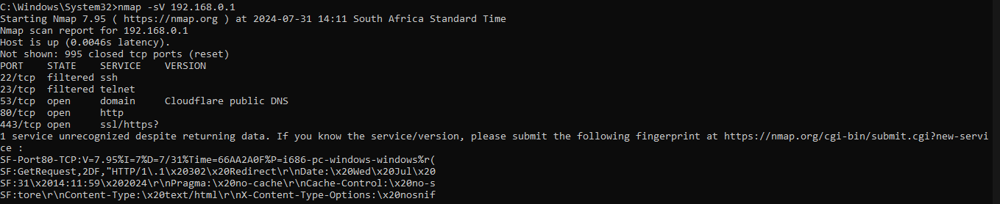 C:\Windows\System32>nmap -sV 192.168.0.1
Starting Nmap 7.95 ( https://nmap.org ) at 2024-07-31 14:11 South Africa Standard Time
Nmap scan report for 192.168.0.1
Host is up (0.0046s latency).
Not shown: 995 closed tcp ports (reset)
PORT    STATE    SERVICE    VERSION
22/tcp  filtered ssh
23/tcp  filtered telnet
53/tcp  open     domain     Cloudflare public DNS
80/tcp  open     http
443/tcp open     ssl/https?
1 service unrecognized despite returning data. If you know the service/version, please submit the following fingerprint at https://nmap.org/cgi-bin/submit.cgi?new-servi
ce :
SF-Port80-TCP:V=7.95%I=7%D=7/31%Time=66AA2A0F%P=i686-pc-windows-windows%r(
SF:GetRequest,2DF,"HTTP/1\.1\x20302\x20Redirect\r\nDate:\x20Wed\x20Jul\x20
SF:31\x2014:11:59\x202024\r\nPragma:\x20no-cache\r\nCache-Control:\x20no-s
SF:tore\r\nContent-Type:\x20text/html\r\nX-Content-Type-Options:\x20nosnif